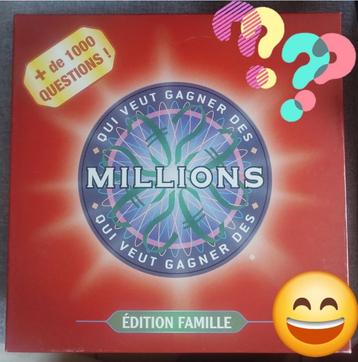 + de 1000
QUESTIONS !
QUI VEUT GAGNER DES
MILLIONS
QUI VEUT GAGNER DES
ÉDITION FAMILLE